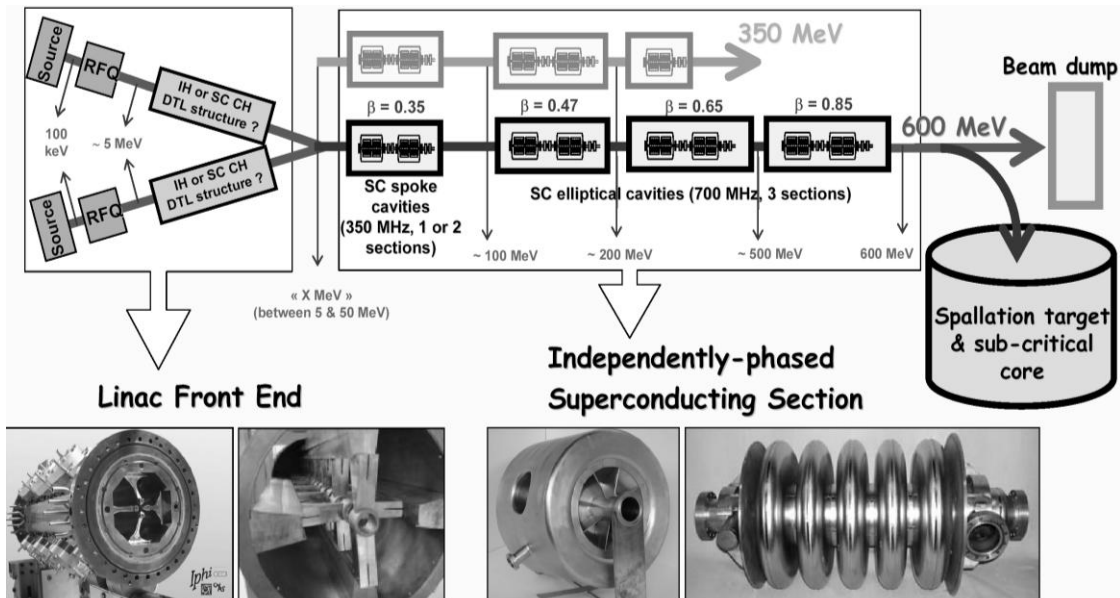 Source
RFQ
IH or SC CH
DTL structure ?
100
keV
~ 5 MeV
Source
RFQ
IH or SC CH
DTL structure ?
350 MeV
β = 0.35
β = 0.47
β = 0.65
β = 0.85
600 MeV
Beam dump
SC spoke
cavities
(350 MHz, 1 or 2
sections)
SC elliptical cavities (700 MHz, 3 sections)
~ 100 MeV
~ 200 MeV
~ 500 MeV
600 MeV
« X MeV »
(between 5 & 50 MeV)
Spallation target
& sub-critical
core
Linac Front End
Independently-phased
Superconducting Section
Iphi